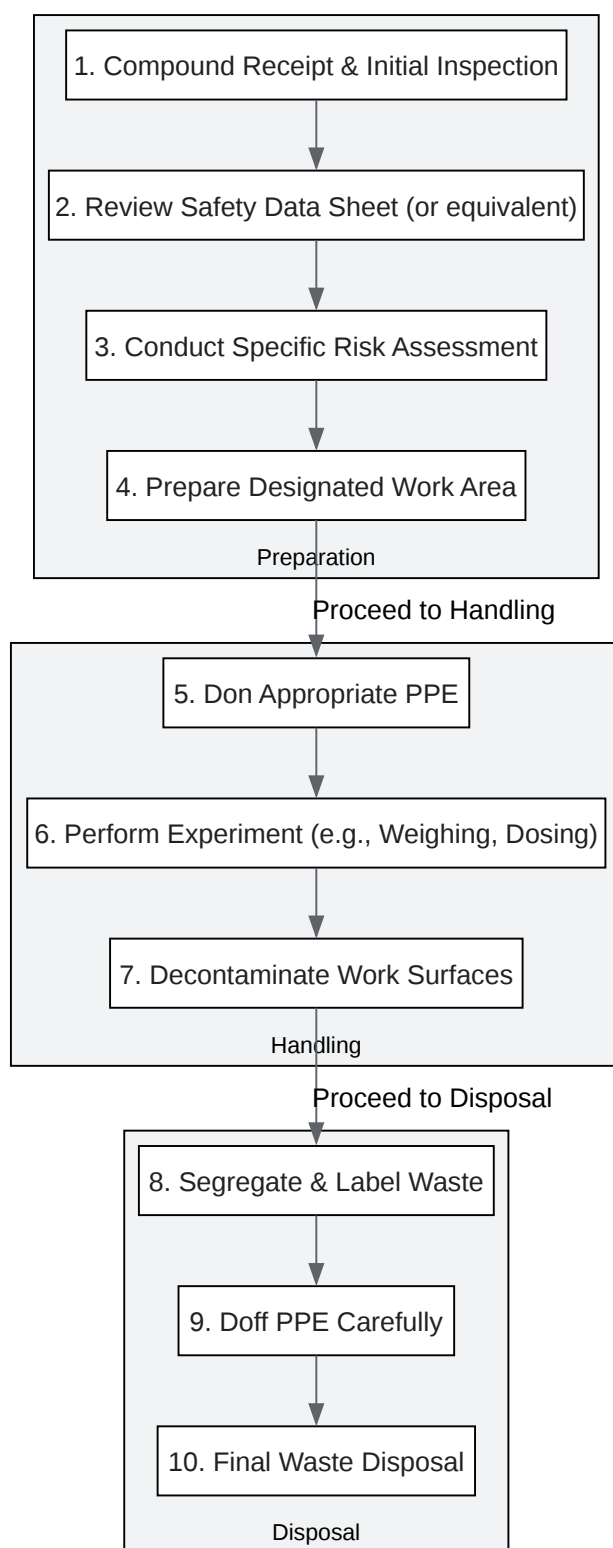 1. Compound Receipt & Initial Inspection
2. Review Safety Data Sheet (or equivalent)
3. Conduct Specific Risk Assessment
4. Prepare Designated Work Area
Preparation
Proceed to Handling
5. Don Appropriate PPE
6. Perform Experiment (e.g., Weighing, Dosing)
7. Decontaminate Work Surfaces
Handling
Proceed to Disposal
8. Segregate & Label Waste
9. Doff PPE Carefully
10. Final Waste Disposal
Disposal